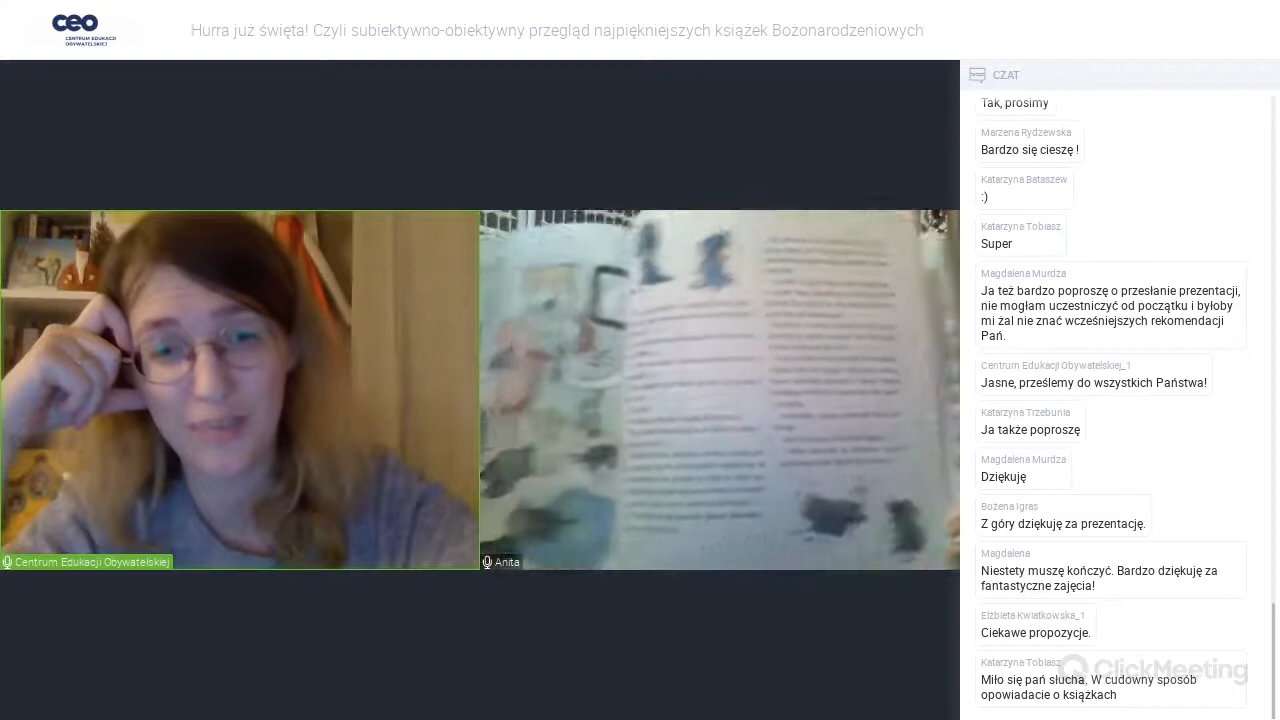 ceo
CENTRUM EDUKACJI
OBYWATELSKIEJ
Hurra już święta! Czyli subiektywno-obiektywny przegląd najpiękniejszych książek Bożonarodzeniowych
CZAT
Tak, prosimy
Marzena Rydzewska
Bardzo się cieszę !
Katarzyna Bataszew
:)
Katarzyna Tobiasz
Super
Magdalena Murdza
Ja też bardzo poproszę o przesłanie prezentacji,
nie mogłam uczestniczyć od początku i byłoby
mi żal nie znać wcześniejszych rekomendacji
Pań.
Centrum Edukacji Obywatelskiej_1
Jasne, prześlemy do wszystkich Państwa!
Katarzyna Trzebunia
Ja także poproszę
Magdalena Murdza
Dziękuję
Bożena Igras
Z góry dziękuję za prezentację.
Magdalena
Niestety muszę kończyć. Bardzo dziękuję za
fantastyczne zajęcia!
Elżbieta Kwiatkowska_1
Ciekawe propozycje.
Katarzyna Tobiasz
Miło się pań słucha. W cudowny sposób
opowiadacie o książkach
ClickMeeting
Centrum Edukacji Obywatelskiej
Anita